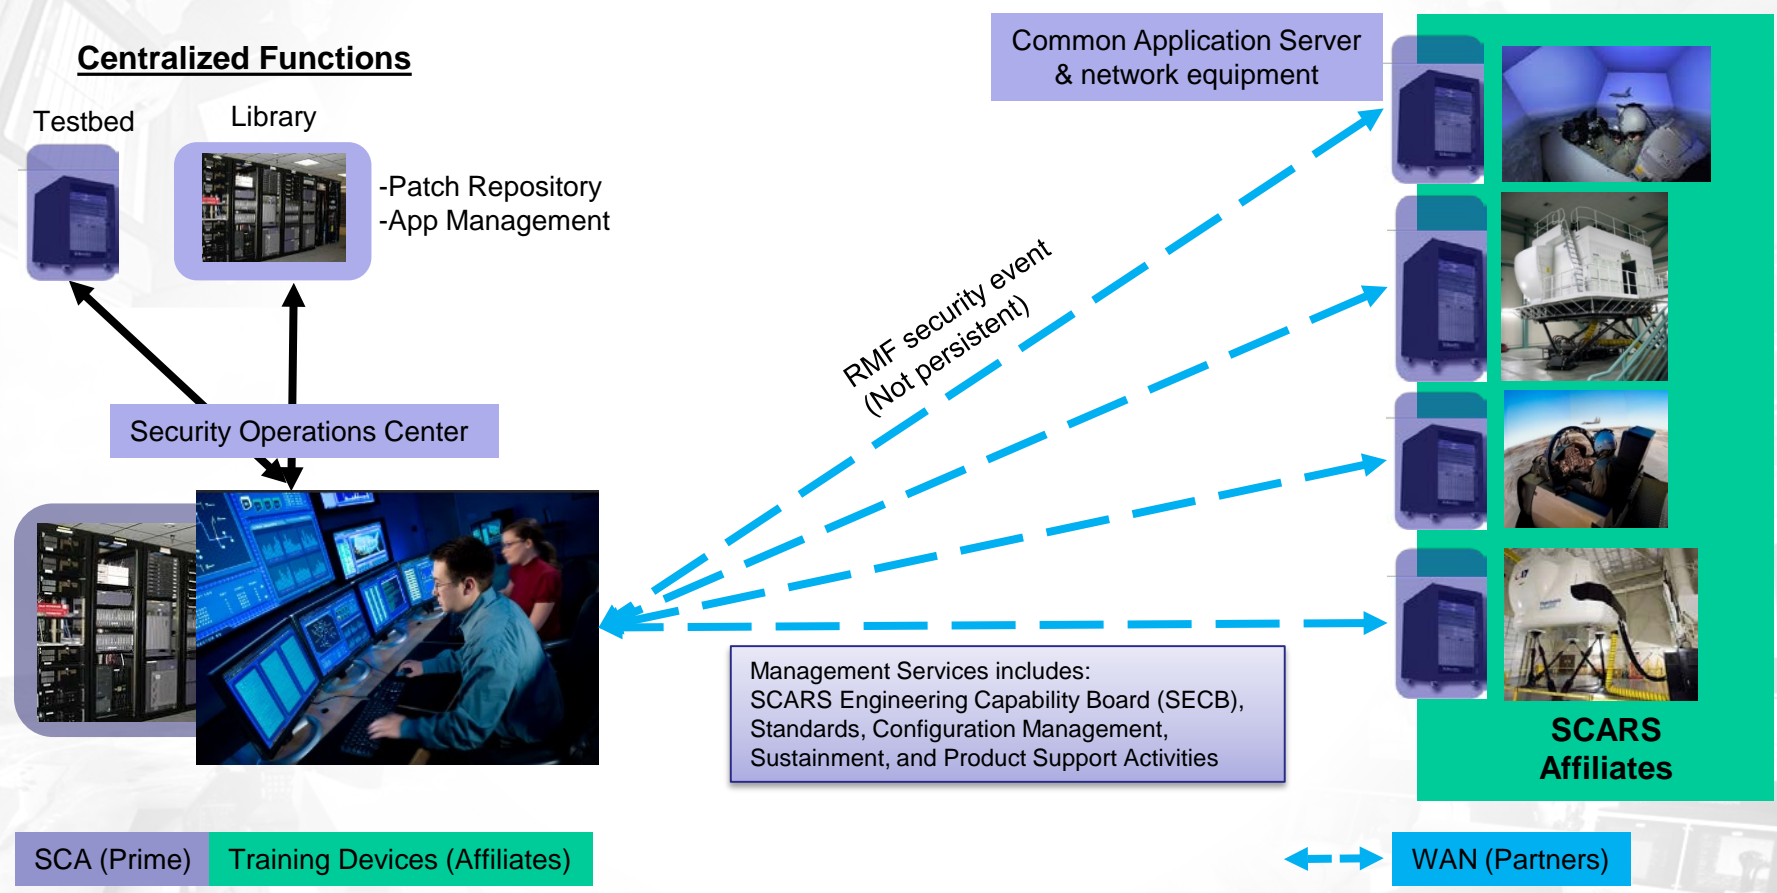 Centralized Functions
Testbed
Library
-Patch Repository
-App Management
Security Operations Center
Common Application Server
& network equipment
RMF security event
(Not persistent)
Management Services includes:
SCARS Engineering Capability Board (SECB),
Standards, Configuration Management,
Sustainment, and Product Support Activities
SCARS
Affiliates
SCA (Prime)
Training Devices (Affiliates)
WAN (Partners)